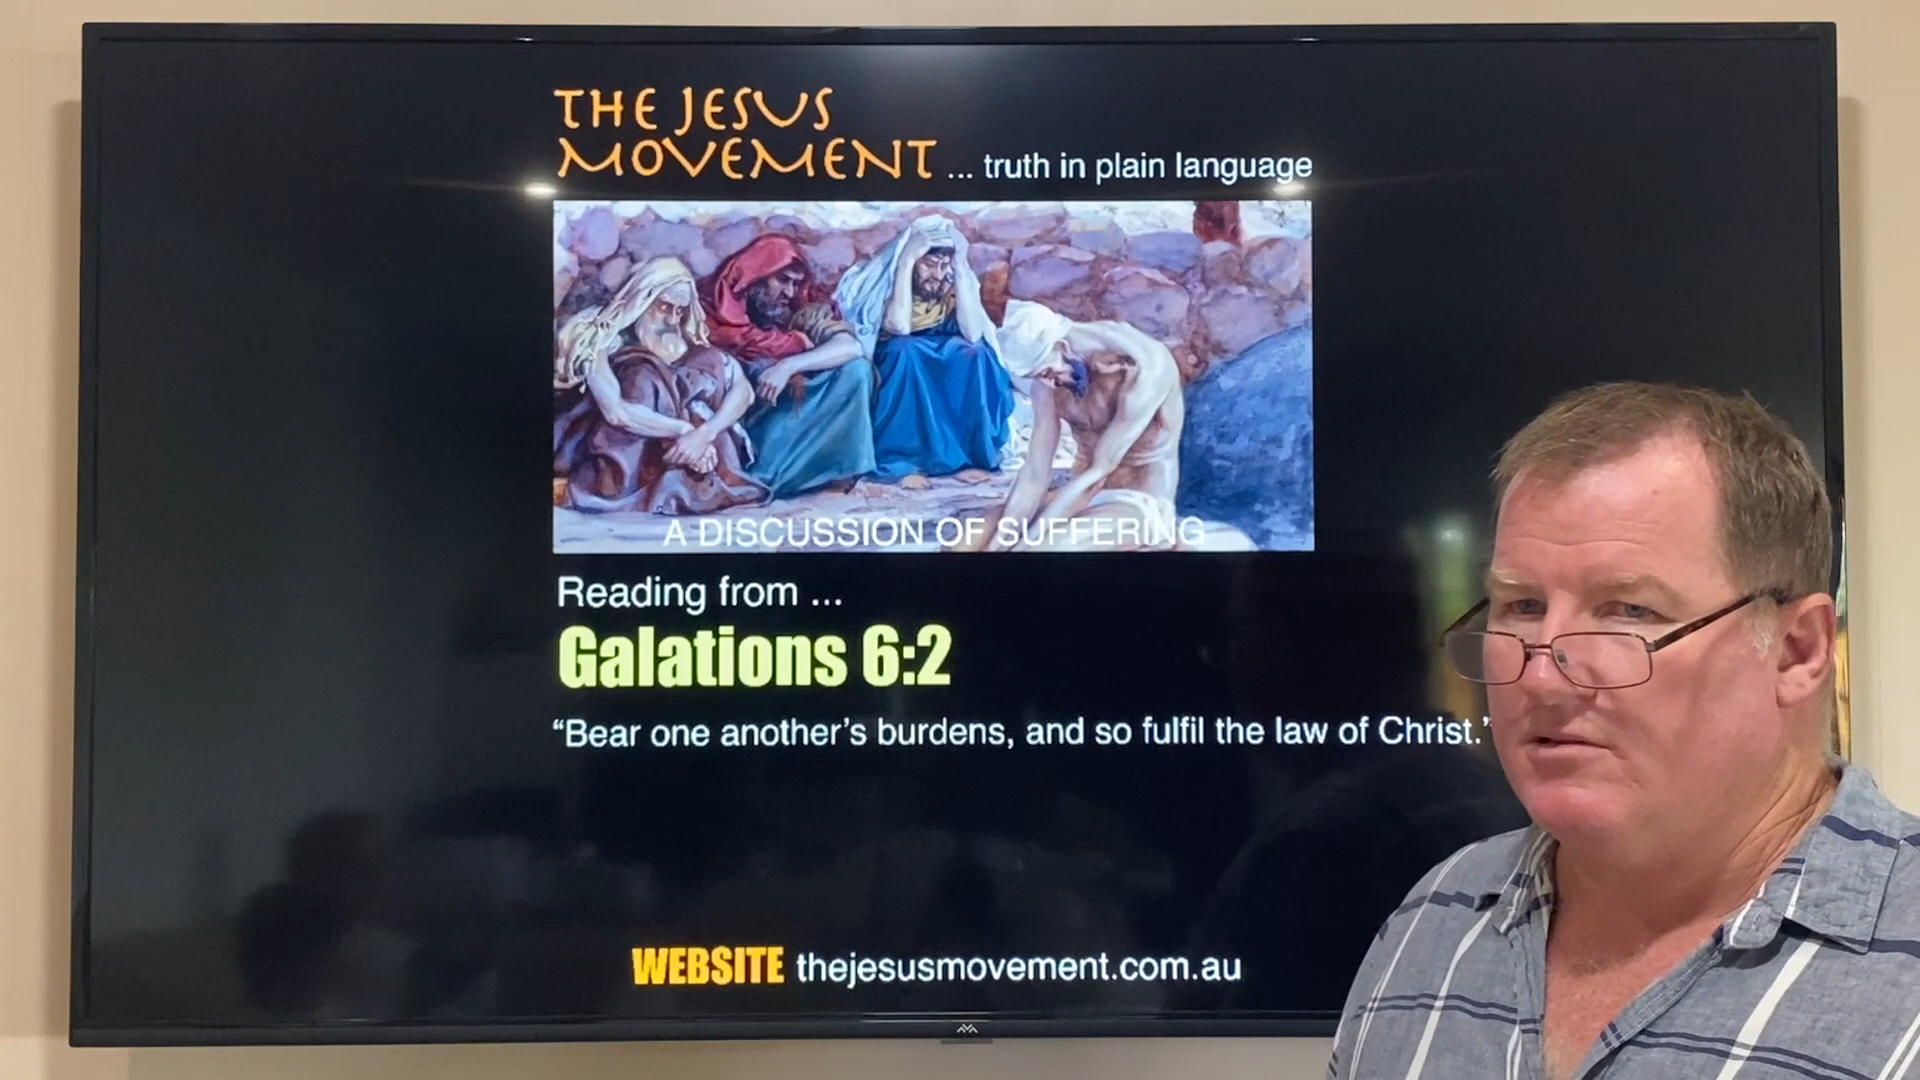 THE JESUS
MOVEMENT ... truth in plain language
A DISCUSSION OF SUFFERING
Reading from ...
Galations 6:2
“Bear one another’s burdens, and so fulfil the law of Christ.”
WEBSITE thejesusmovement.com.au